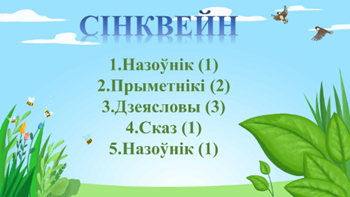 СІНКВЕЙН
1.Назоўнік (1)
2.Прыметнікі (2)
3.Дзеясловы (3)
4.Сказ (1)
5.Назоўнік (1)